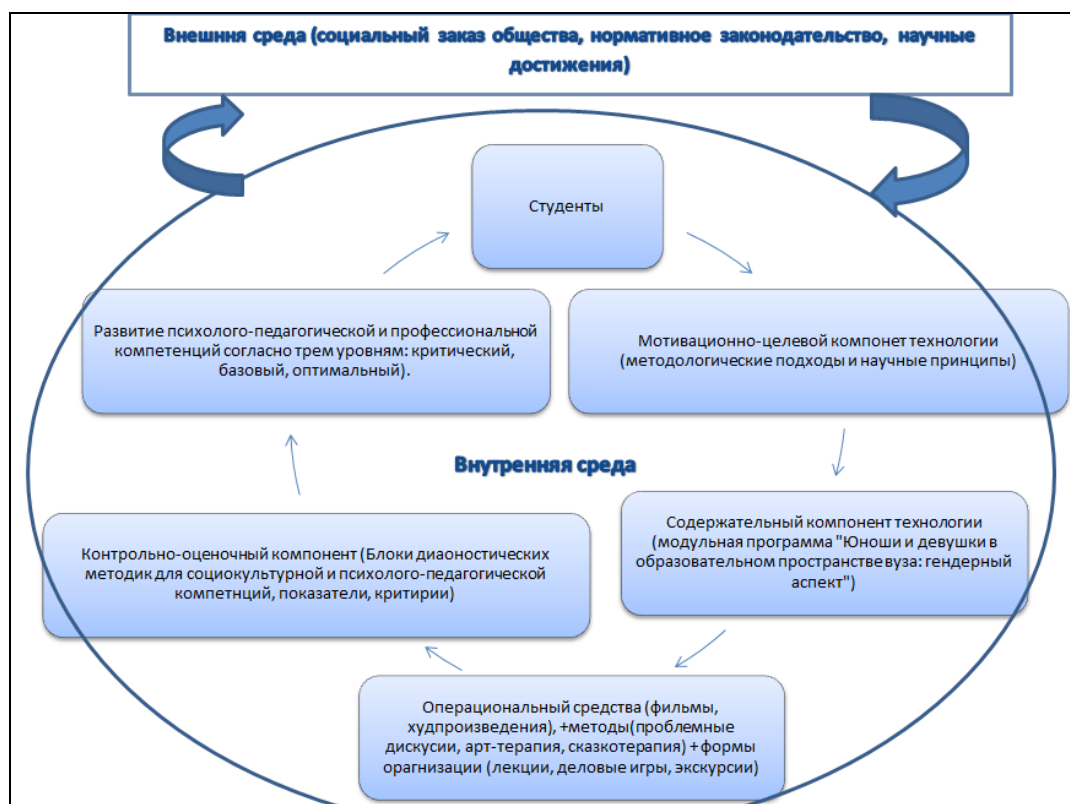 Внешння среда (социальный заказ общества, нормативное законодательство, научные
достижения)
Студенты
Развитие психолого-педагогической и профессиональной
компетенций согласно трем уровням: критический,
базовый, оптимальный).
Мотивационно-целевой компонет технологии
(методологические подходы и научные принципы)
Внутренняя среда
Содержательный компонент технологии
(модульная программа "Юноши и девушки в
образовательном пространстве вуза: гендерный
аспект")
Контрольно-оценочный компонент (Блоки диаоностических
методик для социокультурной и психолого-педагогической
компетнций, показатели, критирии)
Операциональный средства (фильмы,
худпроизведения), +методы(проблемные
дискусии, арт-терапия, сказкотерапия) + формы
орагнизации (лекции, деловые игры, экскурсии)